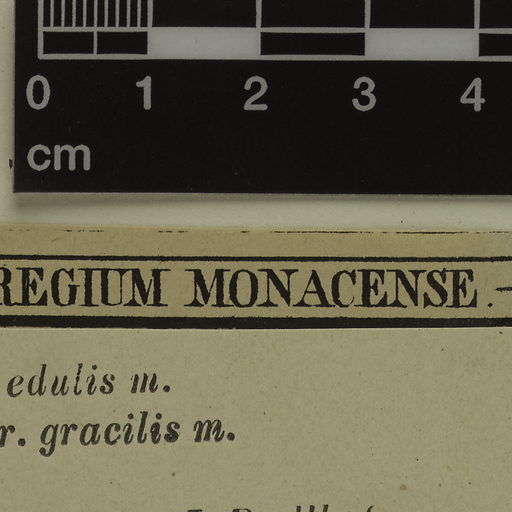 0 1 2 3 4
cm
REGIUM MONACENSE.
edulis m.
r. gracilis m.